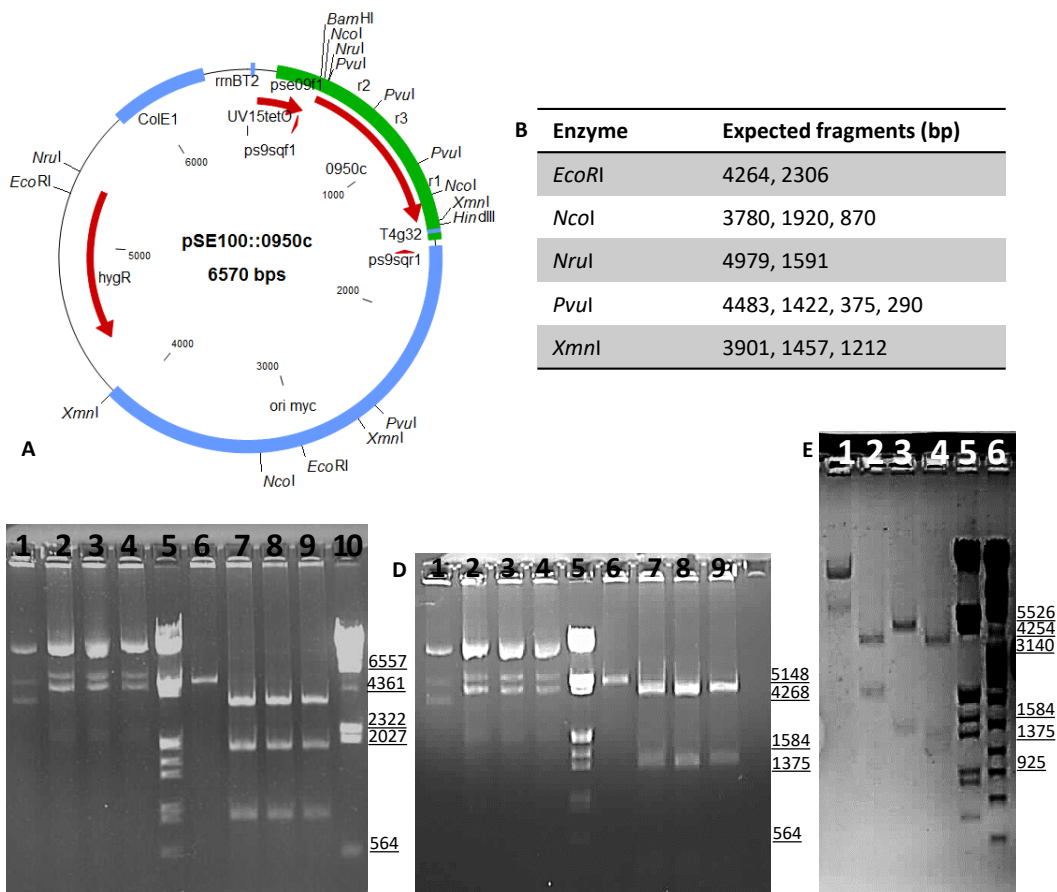 BamHI
NcoI
NruI
PvuI
r2
PvuI
r3
PvuI
r1
NcoI
XmnI
HindIII
T4g32
ps9sqr1
rrnBT2
pse09f1
UV15tetO
ps9sqf1
ColE1
NruI
EcoRI
hygR
0950c
1000
2000
3000
4000
5000
6000
pSE100::0950c
6570 bps
ori myc
PvuI
XmnI
EcoRI
NcoI
XmnI
A
B
Enzyme Expected fragments (bp)
EcoRI 4264, 2306
NcoI 3780, 1920, 870
NruI 4979, 1591
PvuI 4483, 1422, 375, 290
XmnI 3901, 1457, 1212
1 2 3 4 5 6 7 8 9 10
6557
4361
2322
2027
564
D
1 2 3 4 5 6 7 8 9
5148
4268
1584
1375
564
E
1 2 3 4 5 6
5526
4254
3140
1584
1375
925